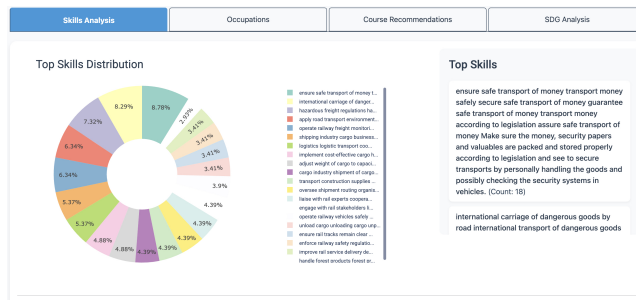 Skills Analysis
Occupations
Course Recommendations
SDG Analysis
Top Skills Distribution
8.78%
2.93%
3.41%
3.41%
3.41%
3.41%
3.9%
4.39%
4.39%
4.39%
4.39%
4.39%
4.88%
4.88%
5.37%
5.37%
6.34%
6.34%
7.32%
8.29%
ensure safe transport of money t...
international carriage of danger...
hazardous freight regulations ha...
apply road transport environment...
operate railway freight monitori...
shipping industry cargo business...
logistics logistic transport coo...
implement cost-effective cargo h...
adjust weight of cargo to capaci...
cargo industry shipment of cargo...
transport construction supplies ...
oversee shipment routing organis...
liaise with rail experts coopera...
engage with rail stakeholders li...
operate railway vehicles safely ...
unload cargo unloading cargo unp...
ensure rail tracks remain clear ...
enforce railway safety regulatio...
improve rail service delivery de...
handle forest products forest pr...
Top Skills
ensure safe transport of money transport money
safely secure safe transport of money guarantee
safe transport of money transport money
according to legislation assure safe transport of
money Make sure the money, security papers
and valuables are packed and stored properly
according to legislation and see to secure
transports by personally handling the goods and
possibly checking the security systems in
vehicles. (Count: 18)
international carriage of dangerous goods by
road international transport of dangerous goods